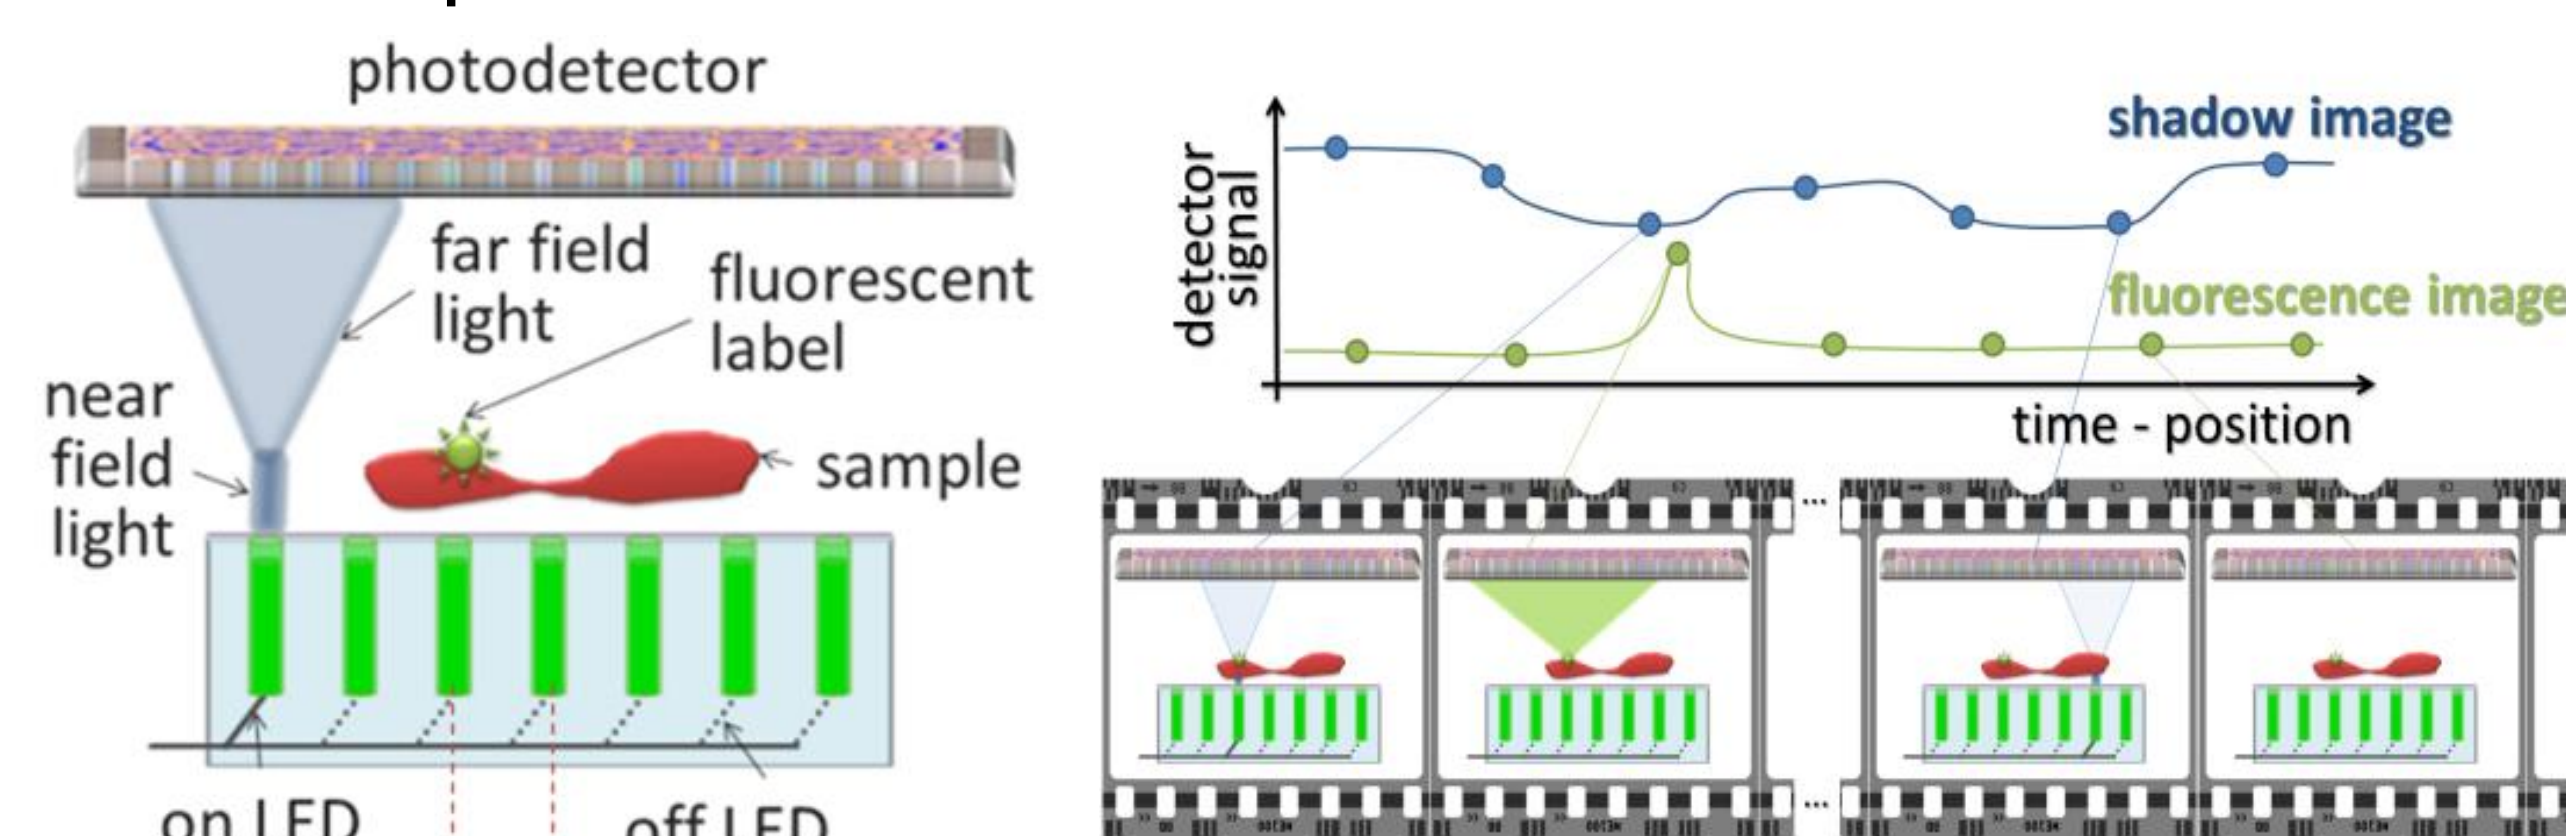 photodetector
far field
light
fluorescent
label
near
field
light
sample
on LED
off LED
detector
signal
shadow image
fluorescence image
time - position
...
...